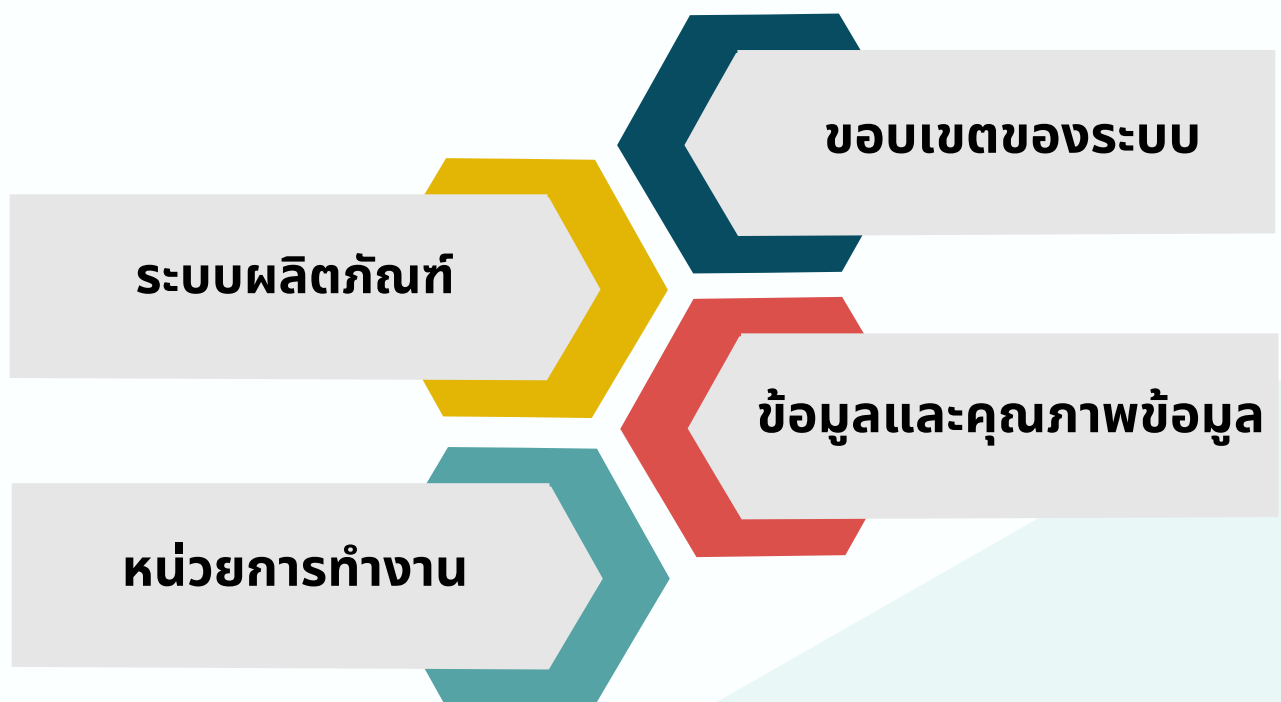 ขอบเขตของระบบ
ระบบผลิตภัณฑ์
ข้อมูลและคุณภาพข้อมูล
หน่วยการทำงาน